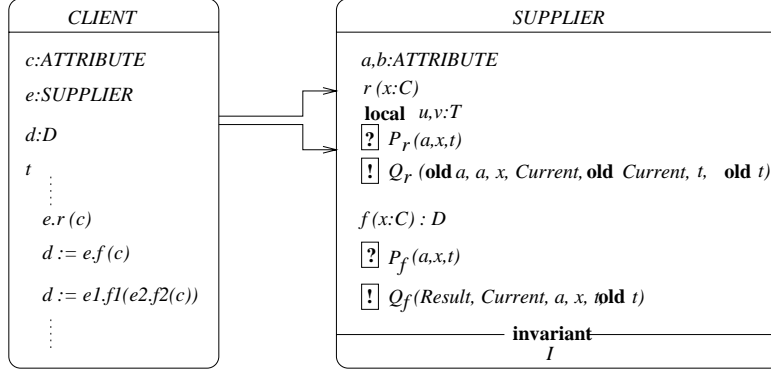 CLIENT
c:ATTRIBUTE
e:SUPPLIER
d:D
t
e.r (c)
d := e.f (c)
d := e1.f1(e2.f2(c))
SUPPLIER
a,b:ATTRIBUTE
r (x:C)
local u,v:T
? P_r (a,x,t)
! Q_r (old a, a, x, Current, old Current, t, old t)
f (x:C) : D
? P_f (a,x,t)
! Q_f (Result, Current, a, x, t, old t)
invariant
I